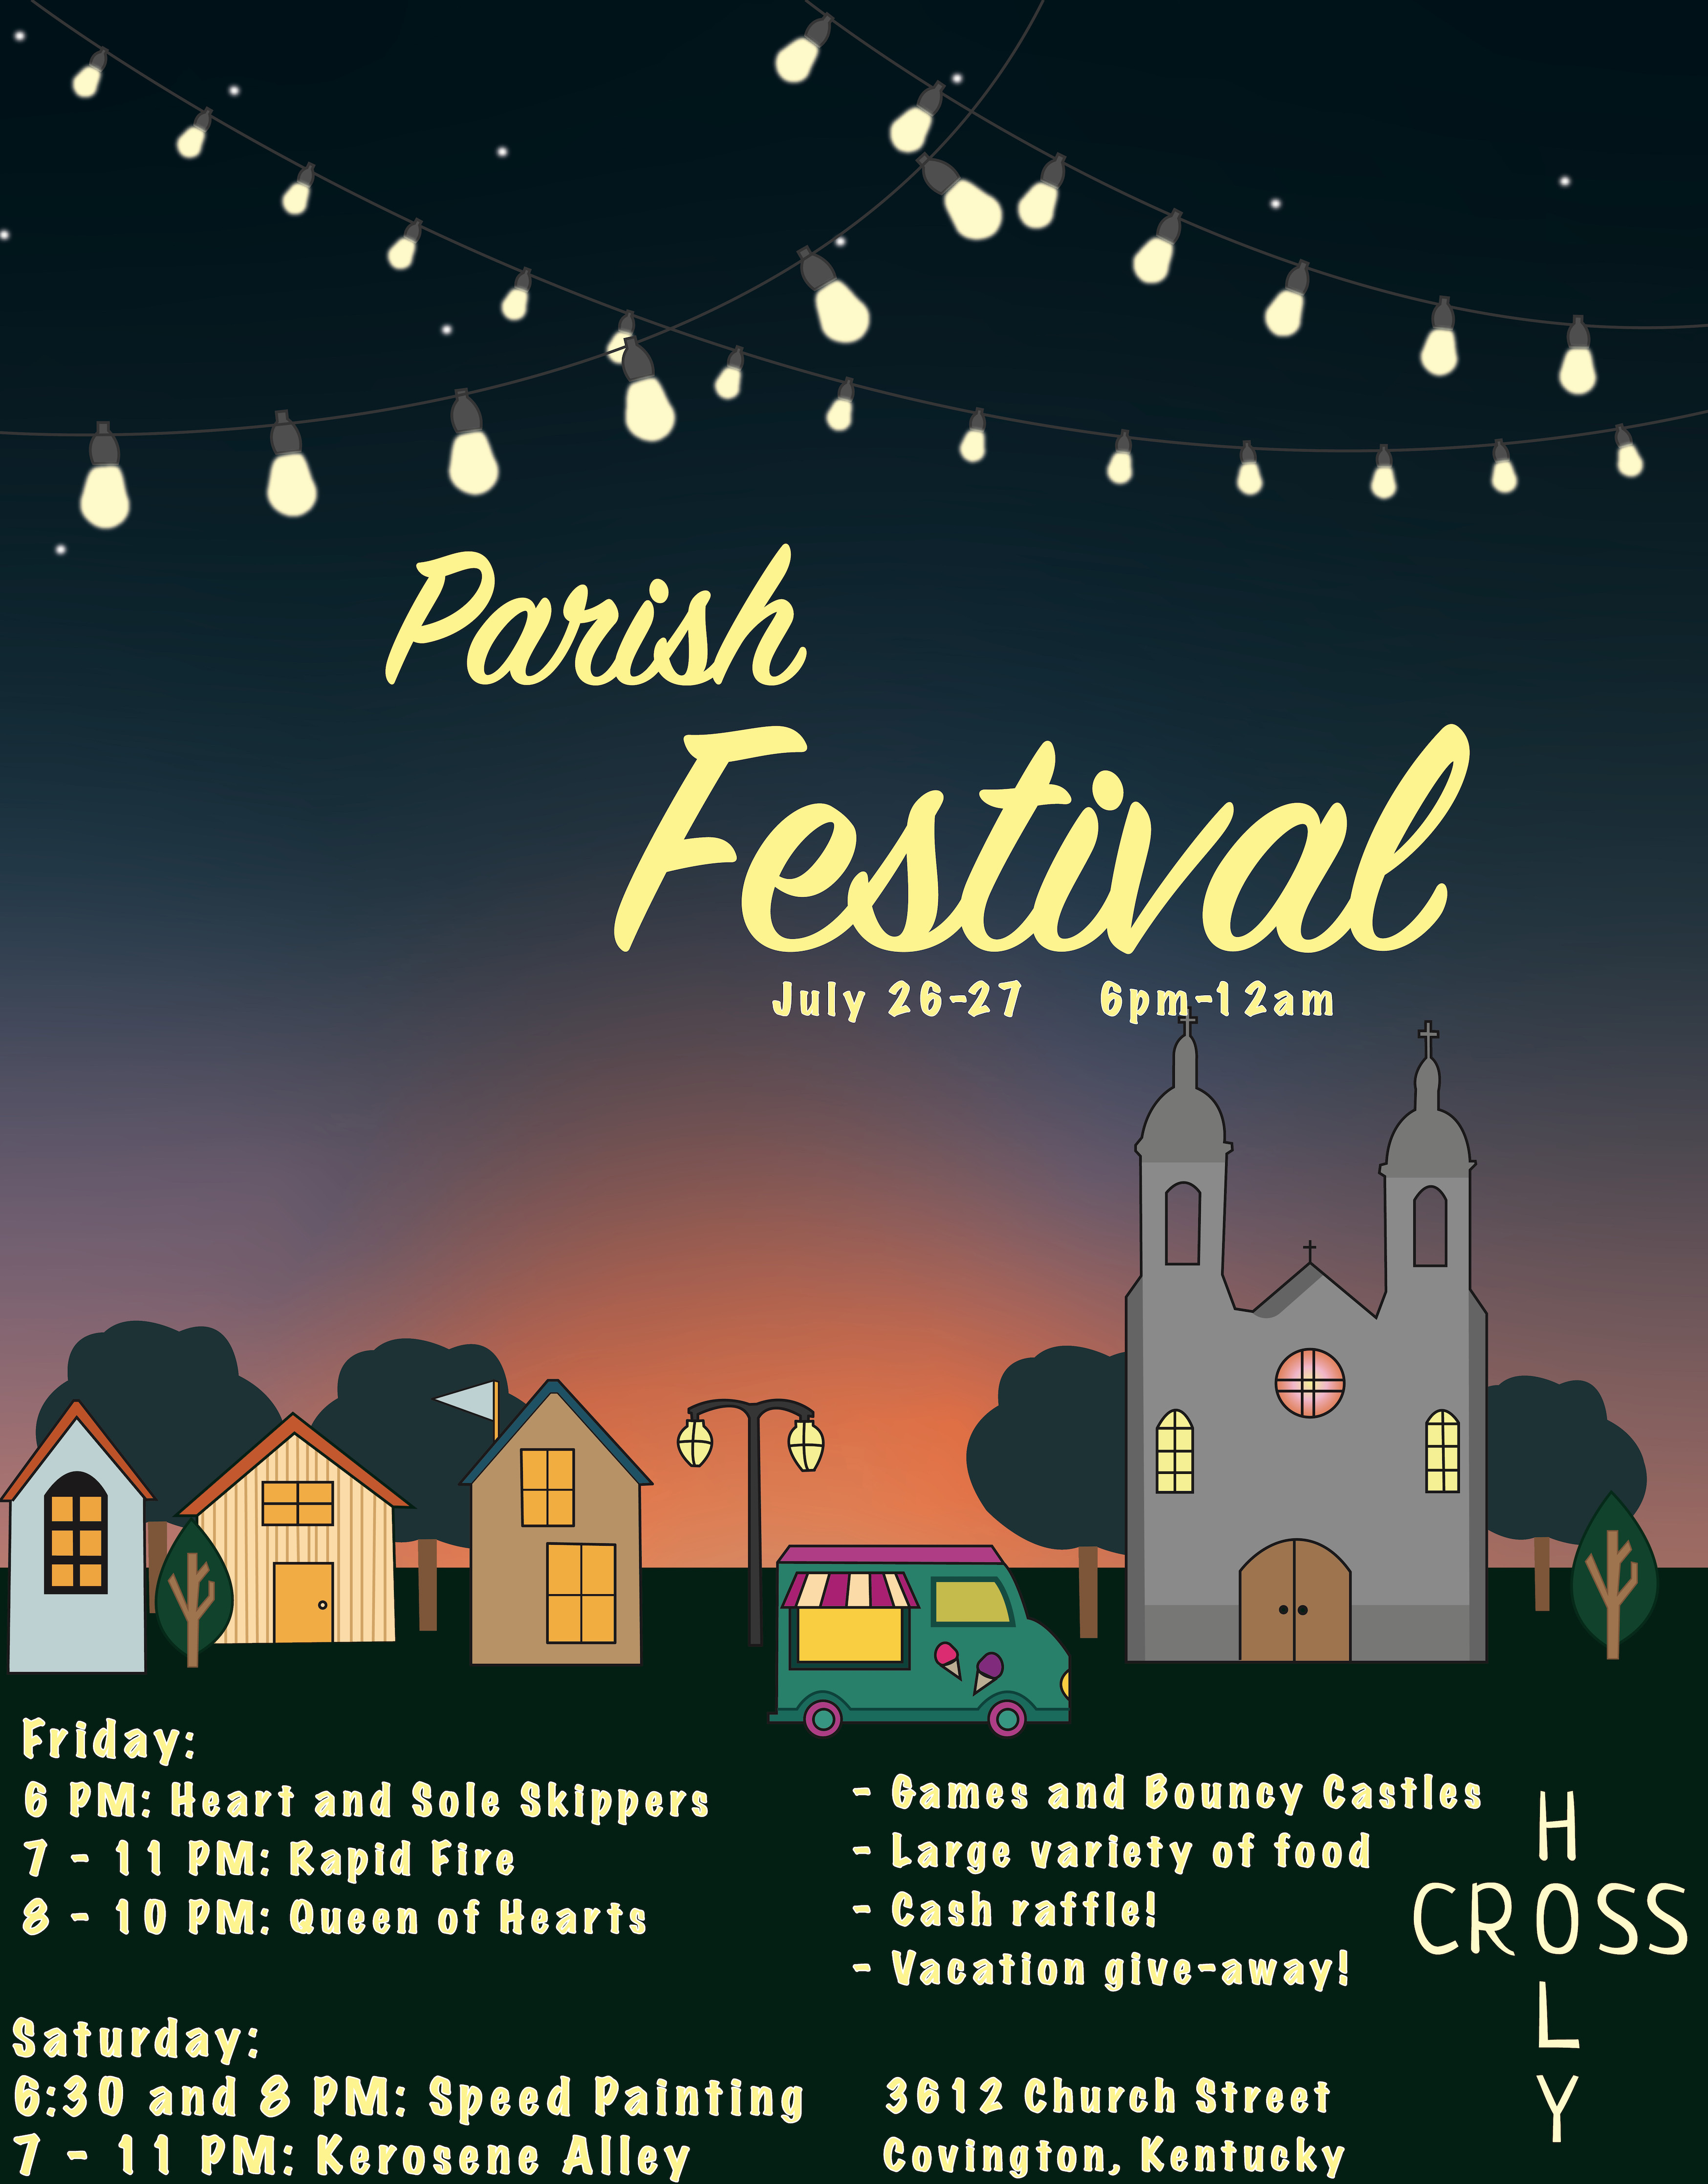 Parish
Festival
July 26-27 6pm-12am
Friday:
6 PM: Heart and Sole Skippers
7 - 11 PM: Rapid Fire
8 - 10 PM: Queen of Hearts
Saturday:
6:30 and 8 PM: Speed Painting
7 - 11 PM: Kerosene Alley
- Games and Bouncy Castles
- Large variety of food
- Cash raffle!
- Vacation give-away!
3612 Church Street
Covington, Kentucky
H
CROSS
L
Y